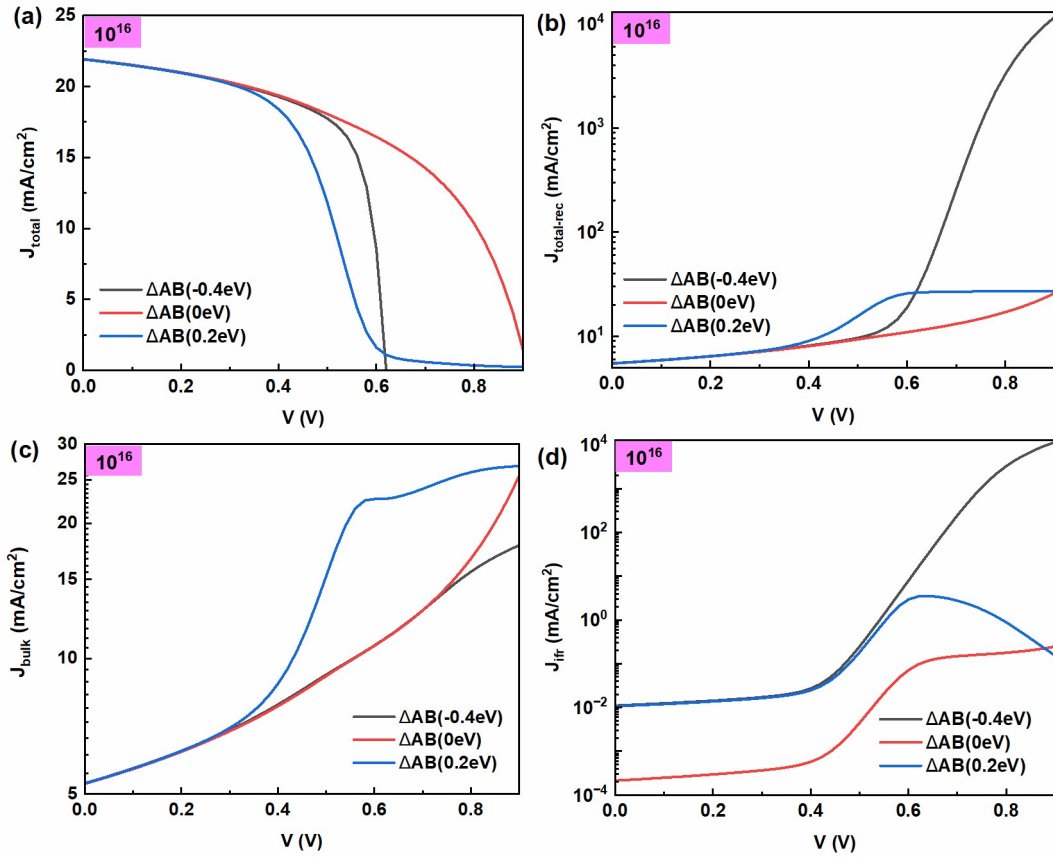 (a)
10¹⁶
25
20
15
10
5
0
J_total (mA/cm²)
ΔAB(-0.4eV)
ΔAB(0eV)
ΔAB(0.2eV)
0.0 0.2 0.4 0.6 0.8
V (V)
(b)
10¹⁶
10⁴
10³
10²
10¹
J_total-rec (mA/cm²)
ΔAB(-0.4eV)
ΔAB(0eV)
ΔAB(0.2eV)
0.0 0.2 0.4 0.6 0.8
V (V)
(c)
10¹⁶
30
25
20
15
10
5
J_bulk (mA/cm²)
ΔAB(-0.4eV)
ΔAB(0eV)
ΔAB(0.2eV)
0.0 0.2 0.4 0.6 0.8
V (V)
(d)
10¹⁶
10⁴
10²
10⁰
10⁻²
10⁻⁴
J_ifr (mA/cm²)
ΔAB(-0.4eV)
ΔAB(0eV)
ΔAB(0.2eV)
0.0 0.2 0.4 0.6 0.8
V (V)